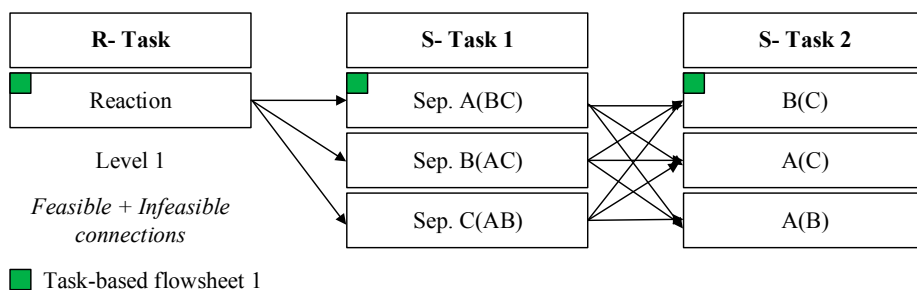 R- Task
S- Task 1
S- Task 2
Reaction
Sep. A(BC)
B(C)
Level 1
Sep. B(AC)
A(C)
Feasible + Infeasible
connections
Sep. C(AB)
A(B)
Task-based flowsheet 1